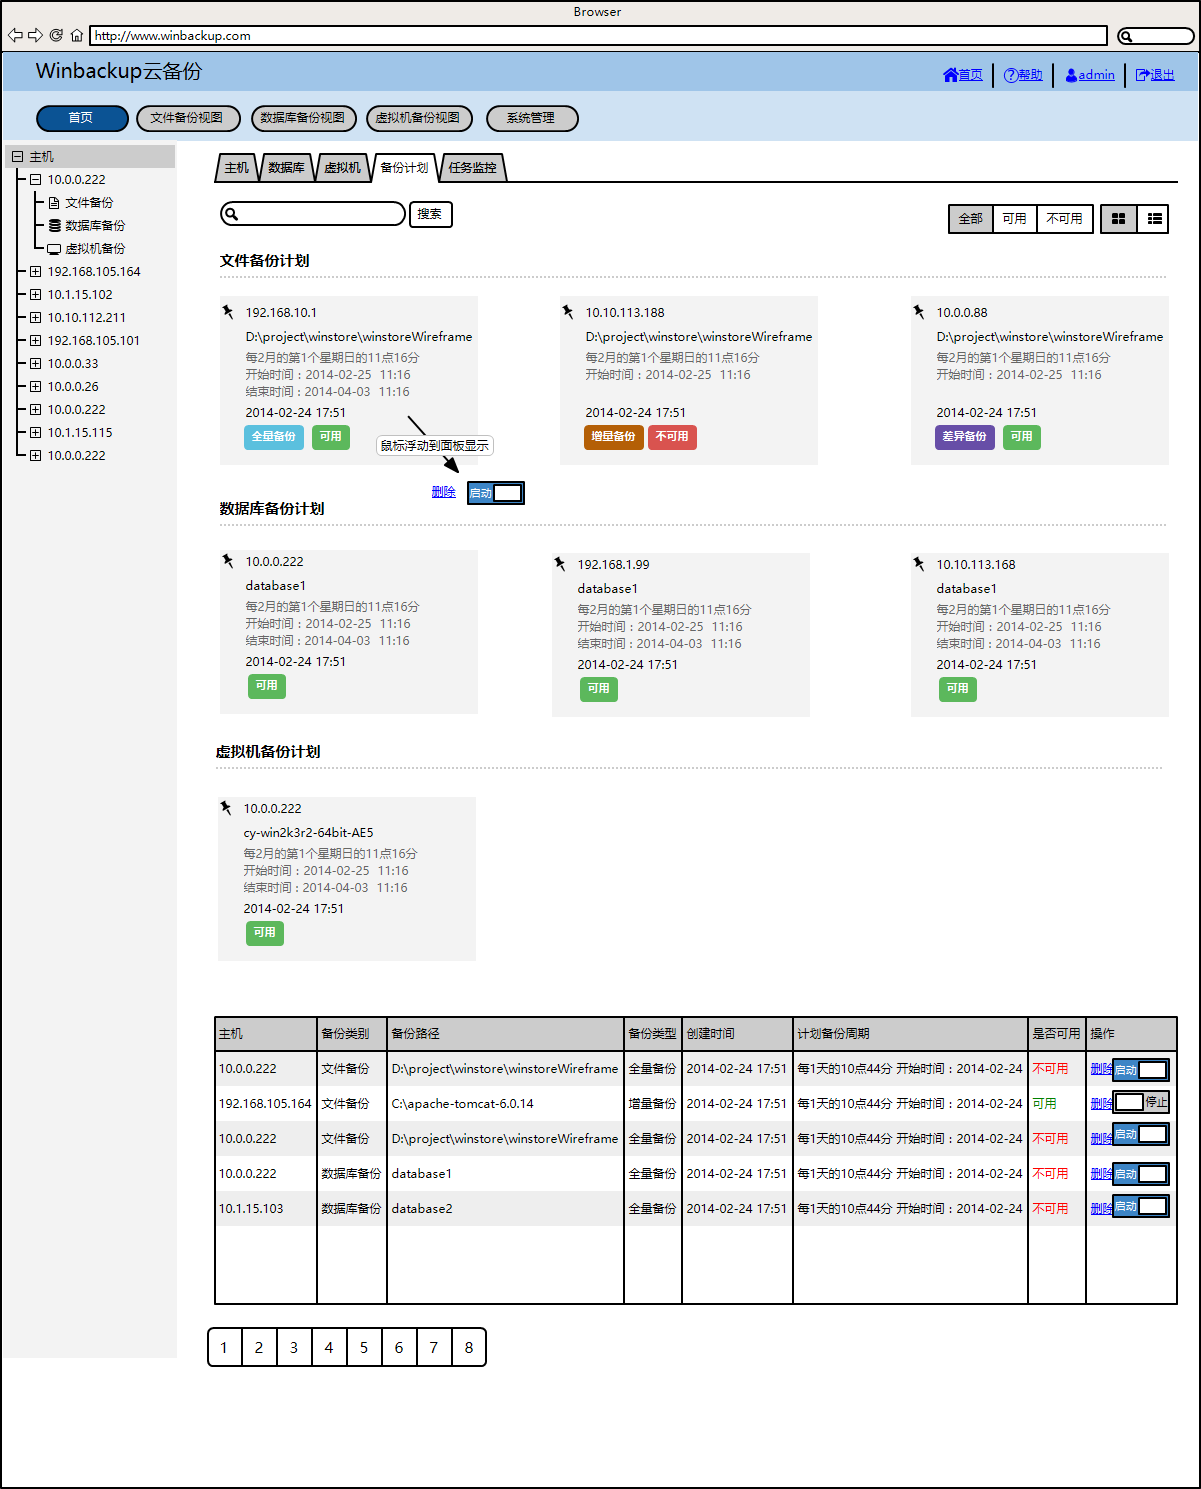 Browser
http://www.winbackup.com
Winbackup云备份
首页
帮助
admin
退出
首页
文件备份视图
数据库备份视图
虚拟机备份视图
系统管理
主机
10.0.0.222
文件备份
数据库备份
虚拟机备份
192.168.105.164
10.1.15.102
10.10.112.211
192.168.105.101
10.0.0.33
10.0.0.26
10.0.0.222
10.1.15.115
10.0.0.222
主机 数据库 虚拟机 备份计划 任务监控
搜索
全部 可用 不可用
文件备份计划
192.168.10.1
D:\project\winstore\winstoreWireframe
每2月的第1个星期日的11点16分
开始时间：2014-02-25 11:16
结束时间：2014-04-03 11:16
2014-02-24 17:51
全量备份 可用
10.10.113.188
D:\project\winstore\winstoreWireframe
每2月的第1个星期日的11点16分
开始时间：2014-02-25 11:16
2014-02-24 17:51
增量备份 不可用
10.0.0.88
D:\project\winstore\winstoreWireframe
每2月的第1个星期日的11点16分
开始时间：2014-02-25 11:16
2014-02-24 17:51
差异备份 可用
鼠标浮动到面板显示
删除 启动
数据库备份计划
10.0.0.222
database1
每2月的第1个星期日的11点16分
开始时间：2014-02-25 11:16
结束时间：2014-04-03 11:16
2014-02-24 17:51
可用
192.168.1.99
database1
每2月的第1个星期日的11点16分
开始时间：2014-02-25 11:16
结束时间：2014-04-03 11:16
2014-02-24 17:51
可用
10.10.113.168
database1
每2月的第1个星期日的11点16分
开始时间：2014-02-25 11:16
结束时间：2014-04-03 11:16
2014-02-24 17:51
可用
虚拟机备份计划
10.0.0.222
cy-win2k3r2-64bit-AE5
每2月的第1个星期日的11点16分
开始时间：2014-02-25 11:16
结束时间：2014-04-03 11:16
2014-02-24 17:51
可用
主机 备份类别 备份路径 备份类型 创建时间 计划备份周期 是否可用 操作
10.0.0.222 文件备份 D:\project\winstore\winstoreWireframe 全量备份 2014-02-24 17:51 每1天的10点44分 开始时间：2014-02-24 不可用 删除 启动
192.168.105.164 文件备份 C:\apache-tomcat-6.0.14 增量备份 2014-02-24 17:51 每1天的10点44分 开始时间：2014-02-24 可用 删除 停止
10.0.0.222 文件备份 D:\project\winstore\winstoreWireframe 全量备份 2014-02-24 17:51 每1天的10点44分 开始时间：2014-02-24 不可用 删除 启动
10.0.0.222 数据库备份 database1 全量备份 2014-02-24 17:51 每1天的10点44分 开始时间：2014-02-24 不可用 删除 启动
10.1.15.103 数据库备份 database2 全量备份 2014-02-24 17:51 每1天的10点44分 开始时间：2014-02-24 不可用 删除 启动
1 2 3 4 5 6 7 8